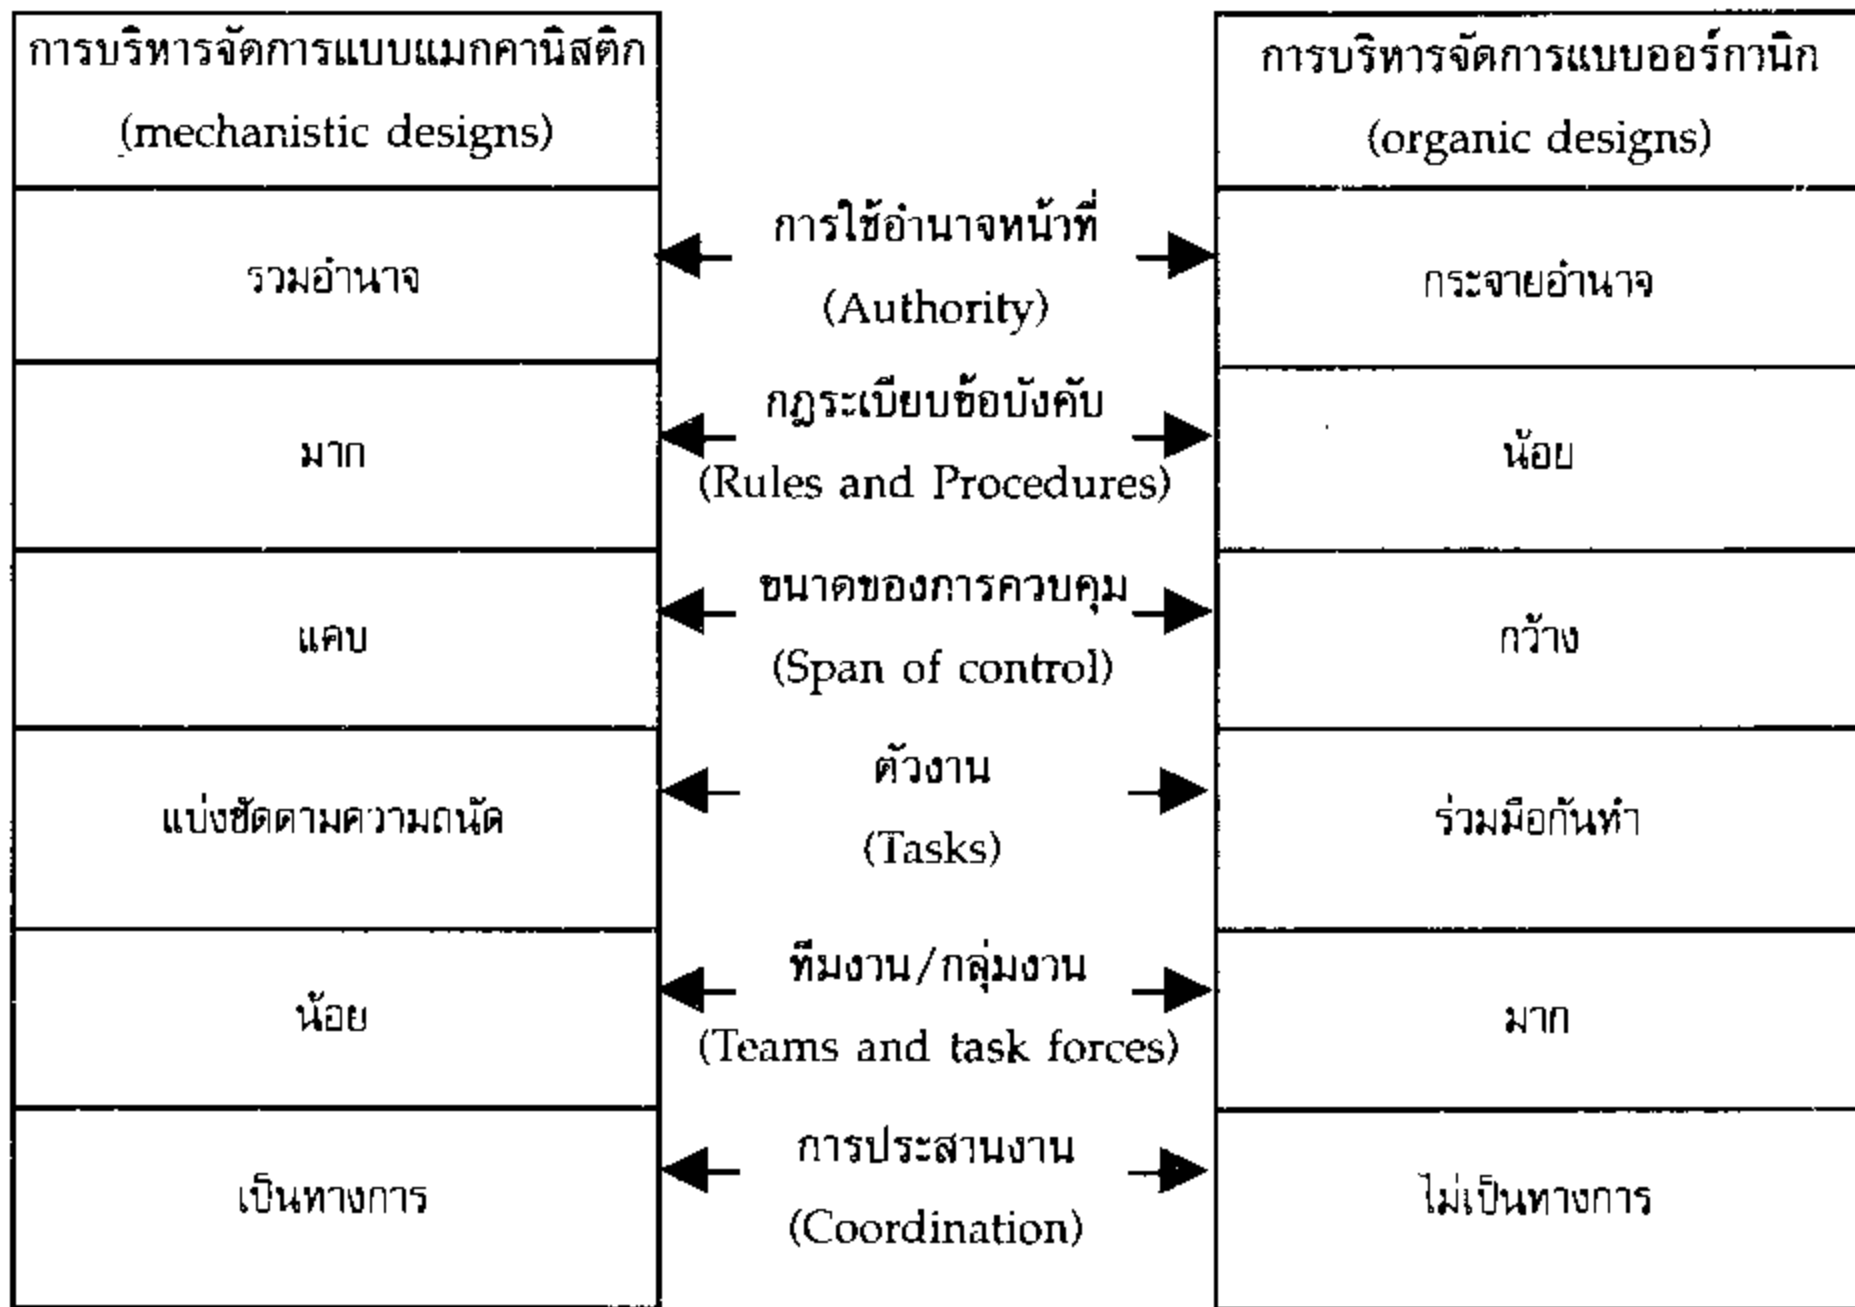 การบริหารจัดการแบบแมกคานิสติก
(mechanistic designs)
การบริหารจัดการแบบออร์กานิก
(organic designs)
รวมอำนาจ
การใช้อำนาจหน้าที่
(Authority)
กระจายอำนาจ
มาก
กฎระเบียบข้อบังคับ
(Rules and Procedures)
น้อย
แคบ
ขนาดของการควบคุม
(Span of control)
กว้าง
แบ่งชัดตามความถนัด
ตัวงาน
(Tasks)
ร่วมมือกันทำ
น้อย
ทีมงาน/กลุ่มงาน
(Teams and task forces)
มาก
เป็นทางการ
การประสานงาน
(Coordination)
ไม่เป็นทางการ